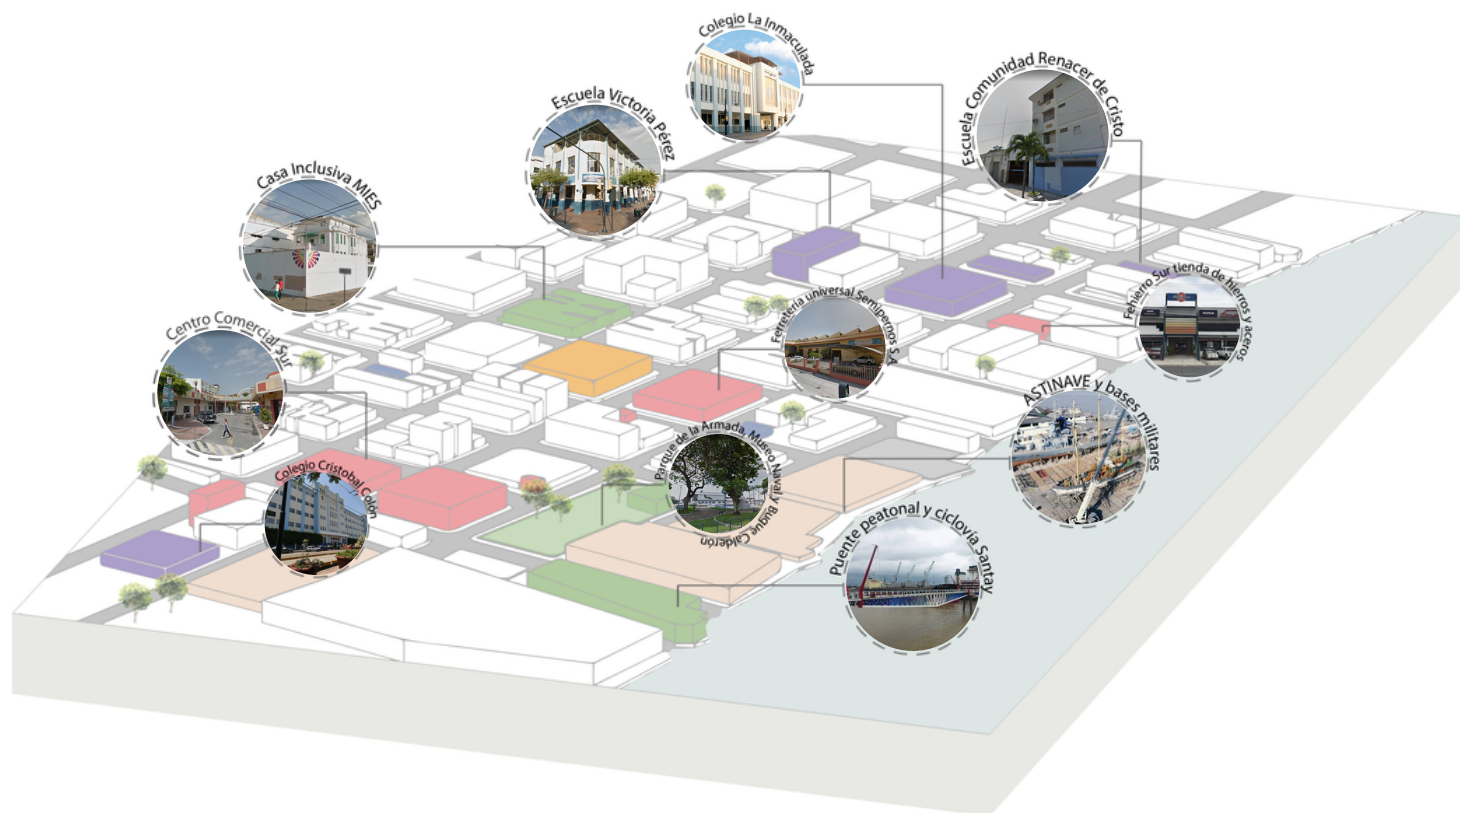 Colegio La Inmaculada
Escuela Comunidad Renacer de Cristo
Escuela Victoria Pérez
Casa Inclusiva MIES
Fehierro Sur tienda de hierros y aceros
Ferretería universal Semipernos S.A.
Centro Comercial Sur
ASTINAVE y bases militares
Parque de la Armada, Museo Naval y Buque Calderón
Colegio Cristobal Colón
Puente peatonal y ciclovia Santay